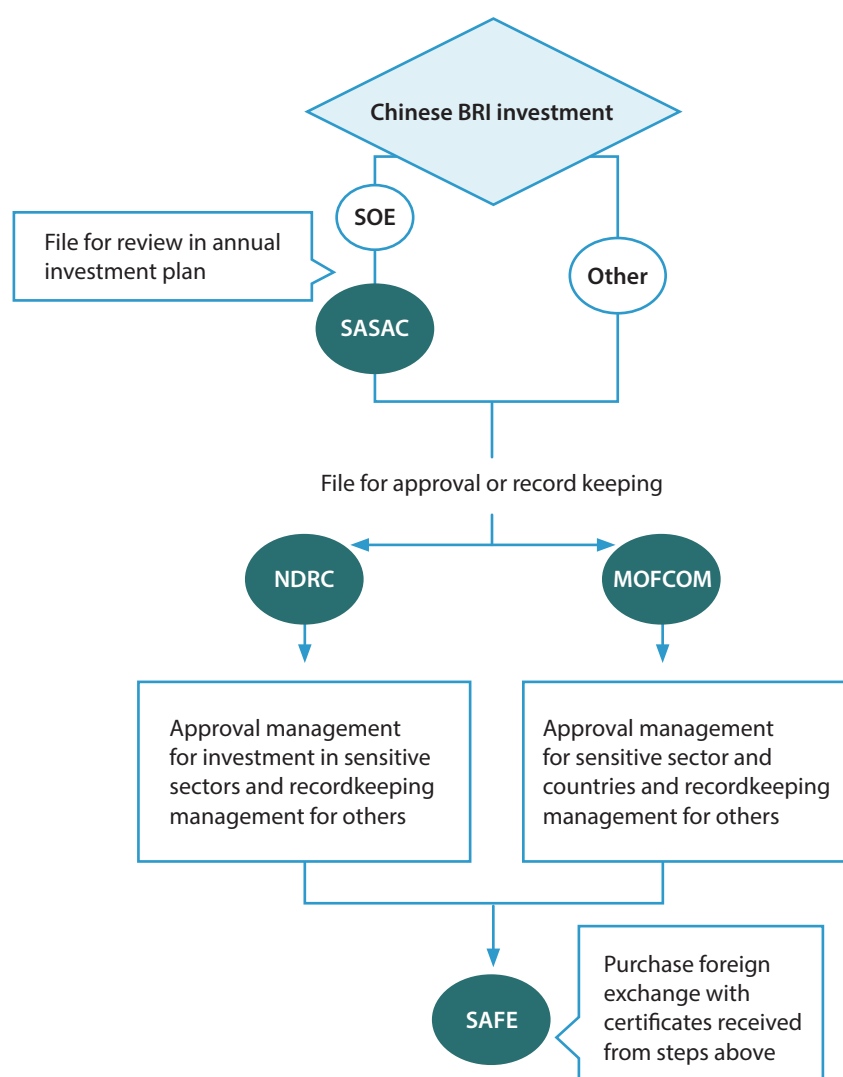 Chinese BRI investment
SOE
File for review in annual
investment plan
Other
SASAC
File for approval or record keeping
NDRC
MOFCOM
Approval management
for investment in sensitive
sectors and recordkeeping
management for others
Approval management
for sensitive sector and
countries and recordkeeping
management for others
SAFE
Purchase foreign
exchange with
certificates received
from steps above